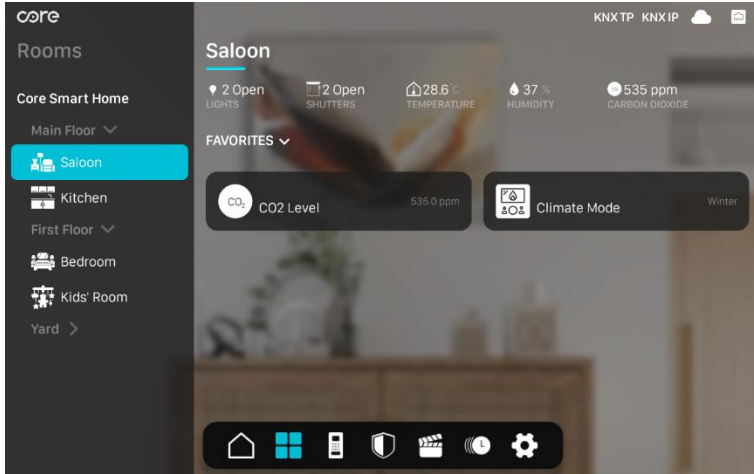 core
KNX TP KNX IP
Rooms
Saloon
2 Open
LIGHTS
2 Open
SHUTTERS
28.6°C
TEMPERATURE
37 %
HUMIDITY
535 ppm
CARBON DIOXIDE
Core Smart Home
Main Floor
Saloon
Kitchen
First Floor
Bedroom
Kids' Room
Yard
FAVORITES
CO₂
CO2 Level
535.0 ppm
Climate Mode
Winter